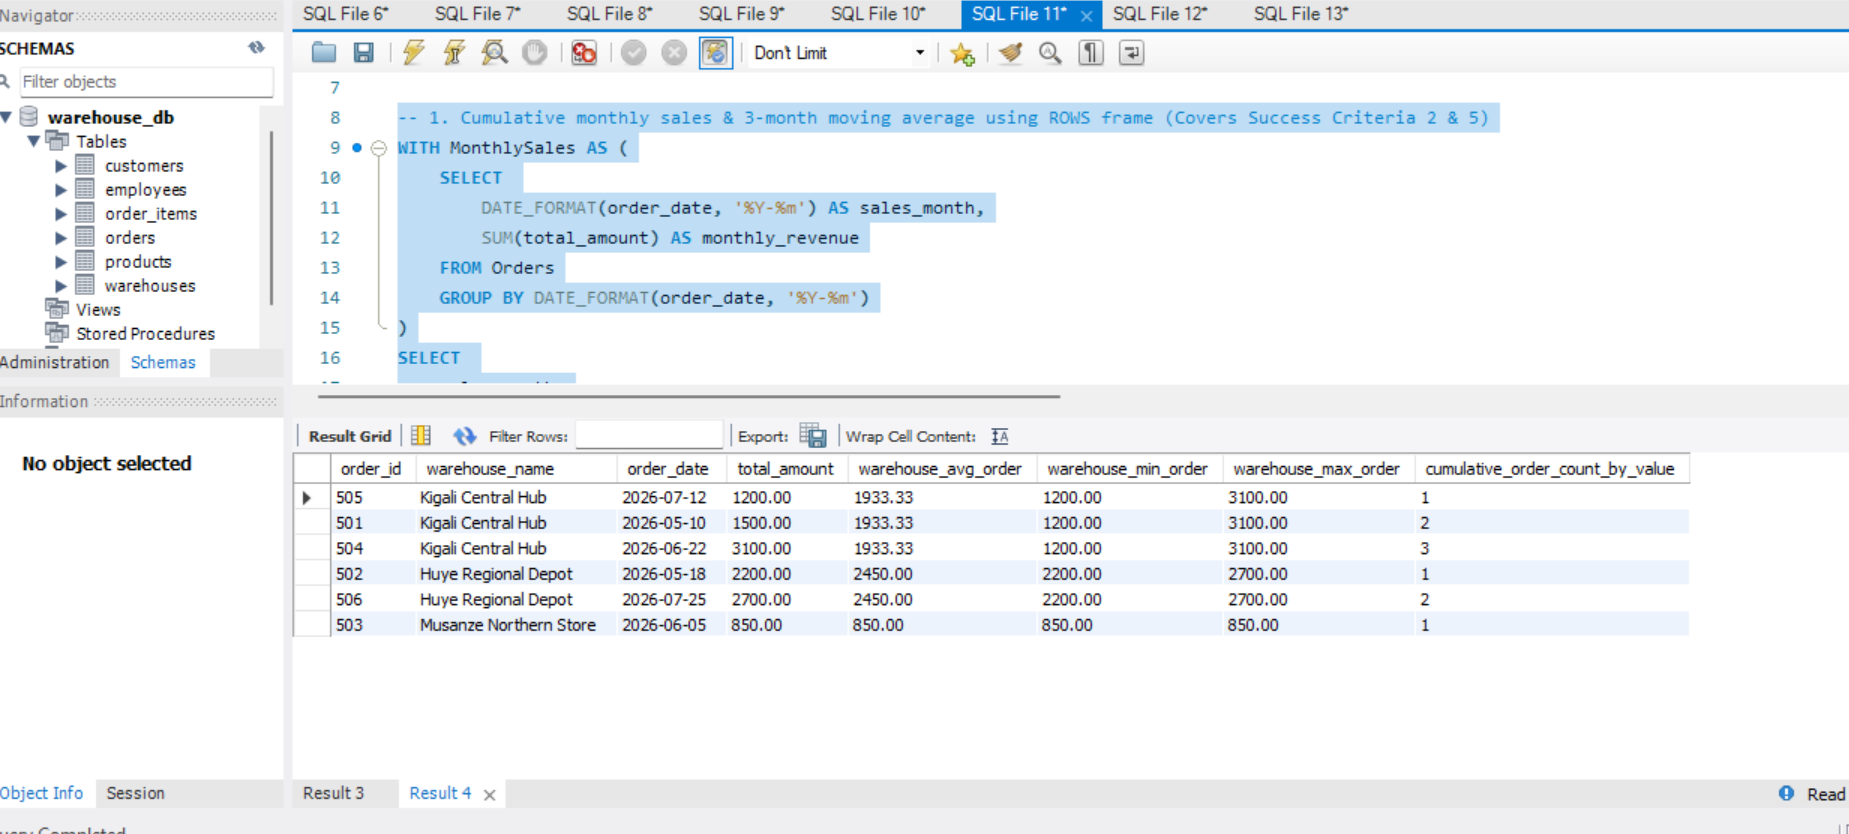 Navigator
SQL File 6* SQL File 7* SQL File 8* SQL File 9* SQL File 10* SQL File 11* SQL File 12* SQL File 13*
SCHEMAS
Filter objects
Don't Limit
warehouse_db
Tables
customers
employees
order_items
orders
products
warehouses
Views
Stored Procedures
Administration Schemas
7
8 -- 1. Cumulative monthly sales & 3-month moving average using ROWS frame (Covers Success Criteria 2 & 5)
9 WITH MonthlySales AS (
10 SELECT
11 DATE_FORMAT(order_date, '%Y-%m') AS sales_month,
12 SUM(total_amount) AS monthly_revenue
13 FROM Orders
14 GROUP BY DATE_FORMAT(order_date, '%Y-%m')
15 )
16 SELECT
Information
No object selected
Result Grid Filter Rows: Export: Wrap Cell Content:
order_id warehouse_name order_date total_amount warehouse_avg_order warehouse_min_order warehouse_max_order cumulative_order_count_by_value
505 Kigali Central Hub 2026-07-12 1200.00 1933.33 1200.00 3100.00 1
501 Kigali Central Hub 2026-05-10 1500.00 1933.33 1200.00 3100.00 2
504 Kigali Central Hub 2026-06-22 3100.00 1933.33 1200.00 3100.00 3
502 Huye Regional Depot 2026-05-18 2200.00 2450.00 2200.00 2700.00 1
506 Huye Regional Depot 2026-07-25 2700.00 2450.00 2200.00 2700.00 2
503 Musanze Northern Store 2026-06-05 850.00 850.00 850.00 850.00 1
Object Info Session
Result 3 Result 4
Read
Completed